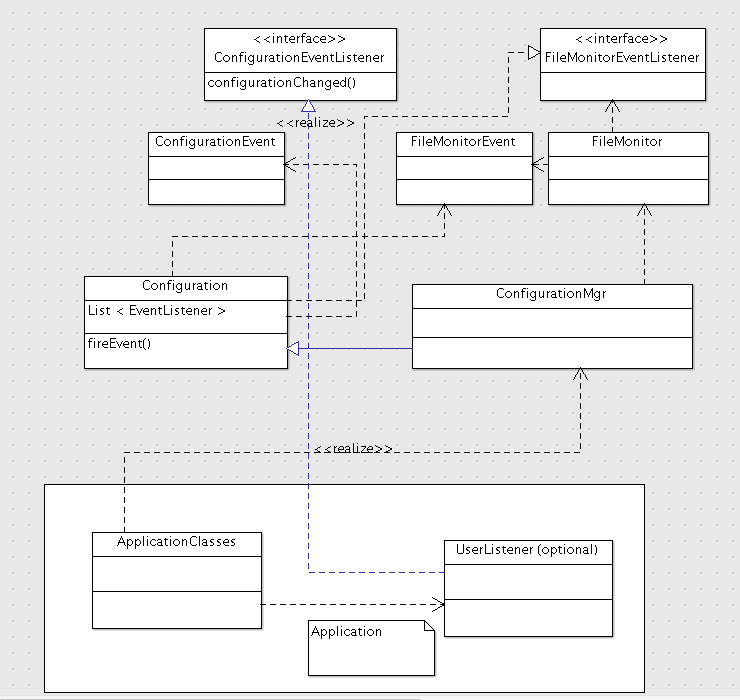 <<interface>>
ConfigurationEventListener
configurationChanged()
<<interface>>
FileMonitorEventListener
<<realize>>
ConfigurationEvent
FileMonitorEvent
FileMonitor
Configuration
List < EventListener >
fireEvent()
ConfigurationMgr
<<realize>>
ApplicationClasses
UserListener (optional)
Application